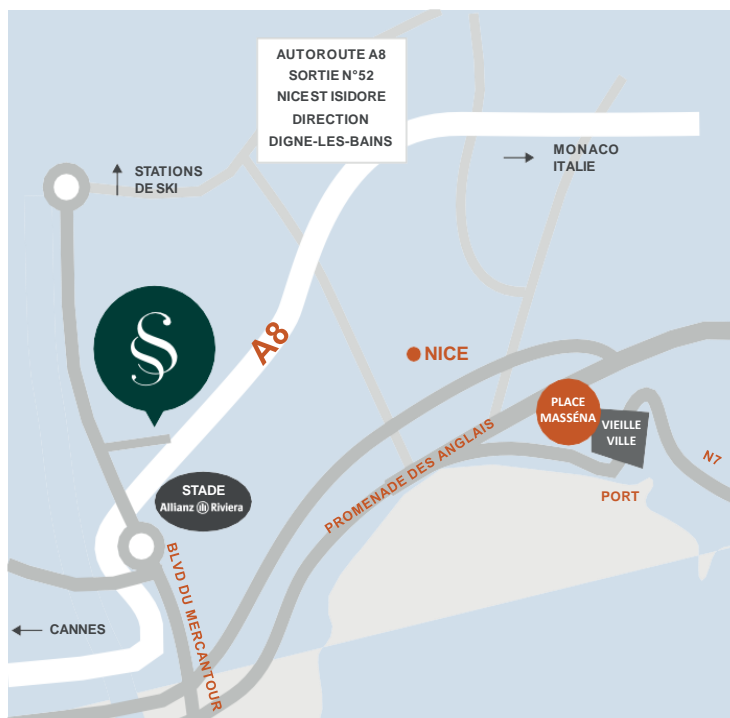 AUTOROUTE A8
SORTIE N°52
NICE ST ISIDORE
DIRECTION
DIGNE-LES-BAINS
STATIONS
DE SKI
MONACO
ITALIE
A8
NICE
PLACE
MASSÉNA
VIEILLE
VILLE
PROMENADE DES ANGLAIS
N7
PORT
STADE
Allianz Riviera
BLVD DU MERCANTOUR
CANNES